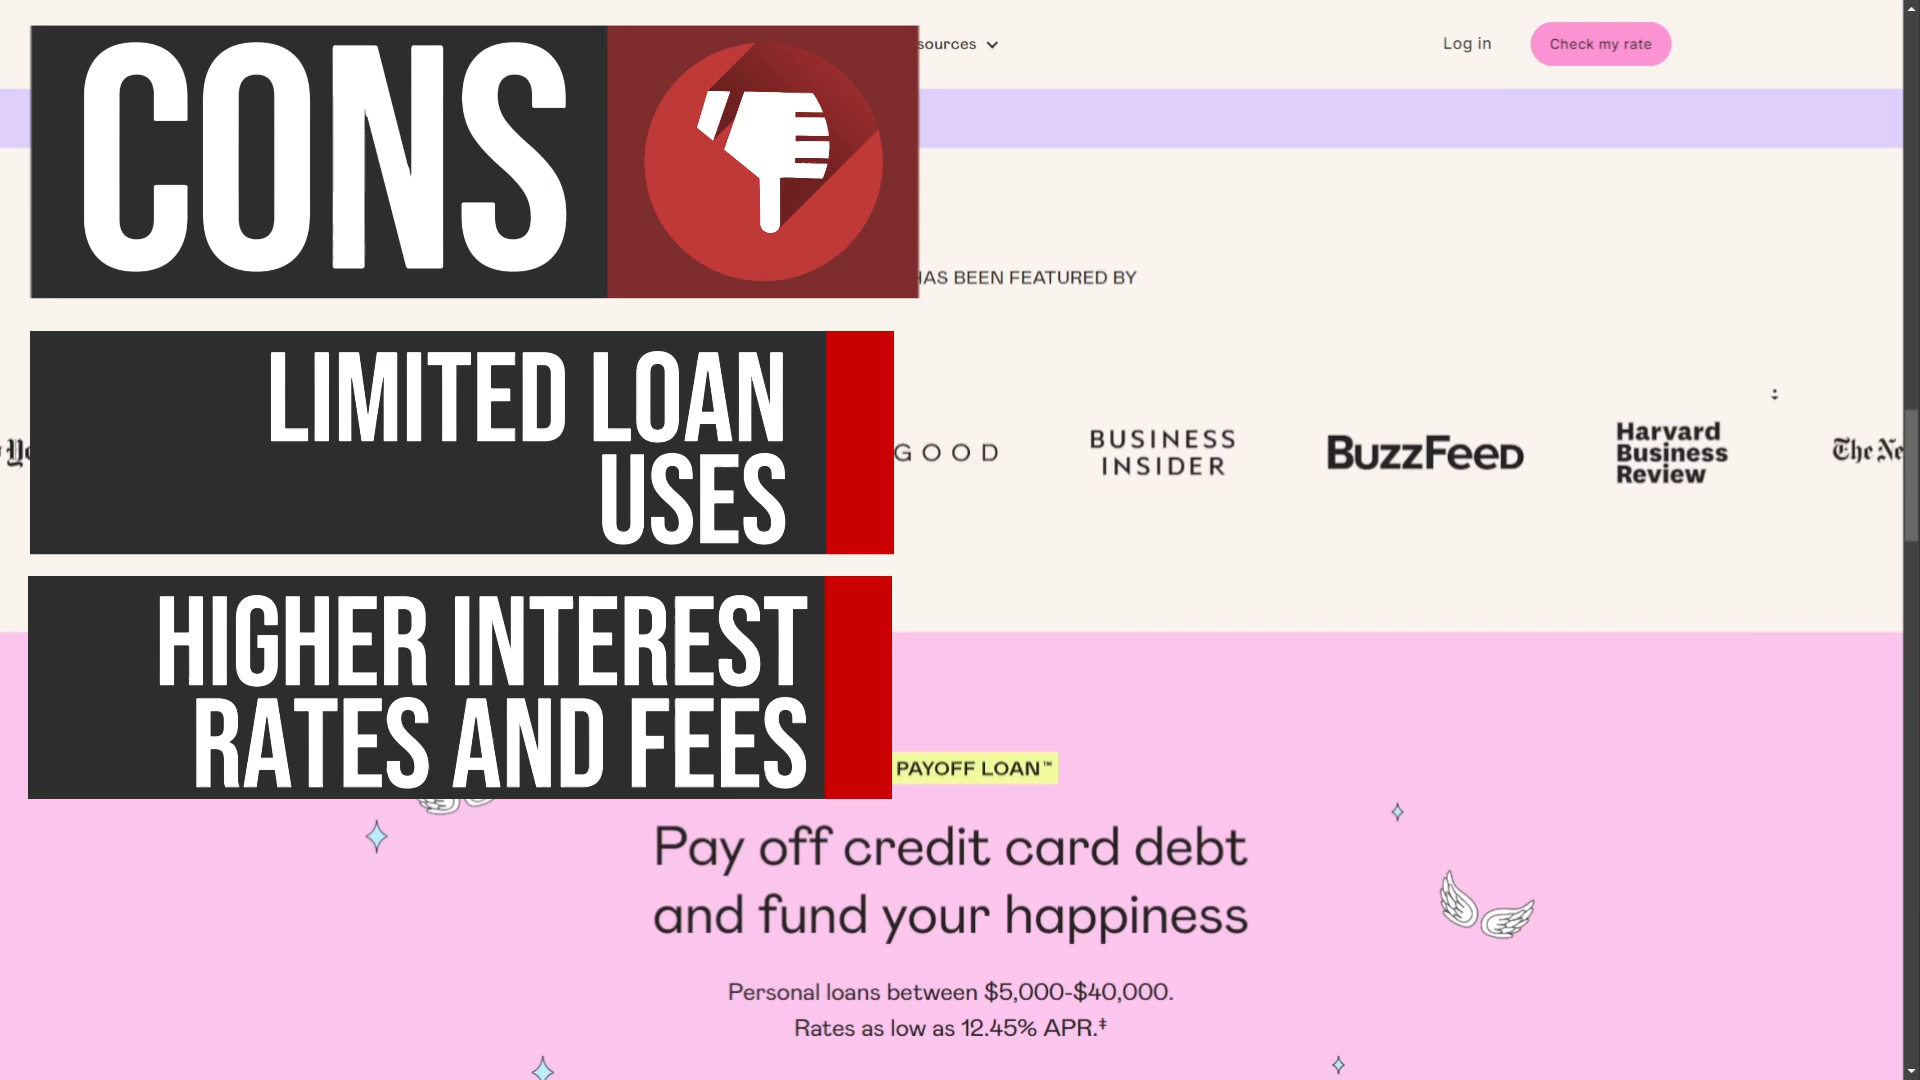 CONS
sources
Log in
Check my rate
HAS BEEN FEATURED BY
LIMITED LOAN
USES
GOOD
BUSINESS
INSIDER
BuzzFeed
Harvard
Business
Review
The Ne
HIGHER INTEREST
RATES AND FEES
PAYOFF LOAN™
Pay off credit card debt
and fund your happiness
Personal loans between $5,000-$40,000.
Rates as low as 12.45% APR.‡